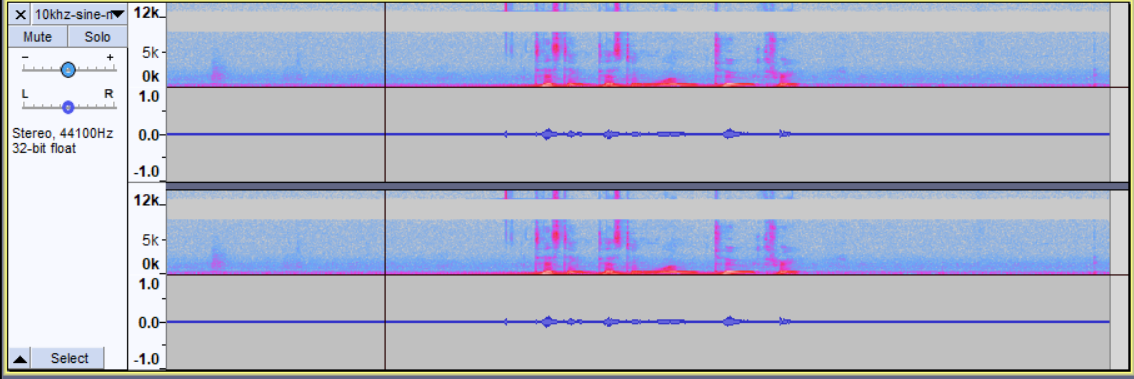 10khz-sine-r
Mute Solo
- +
L R
Stereo, 44100Hz
32-bit float
Select
12k
5k
0k
1.0
0.0
-1.0
12k
5k
0k
1.0
0.0
-1.0